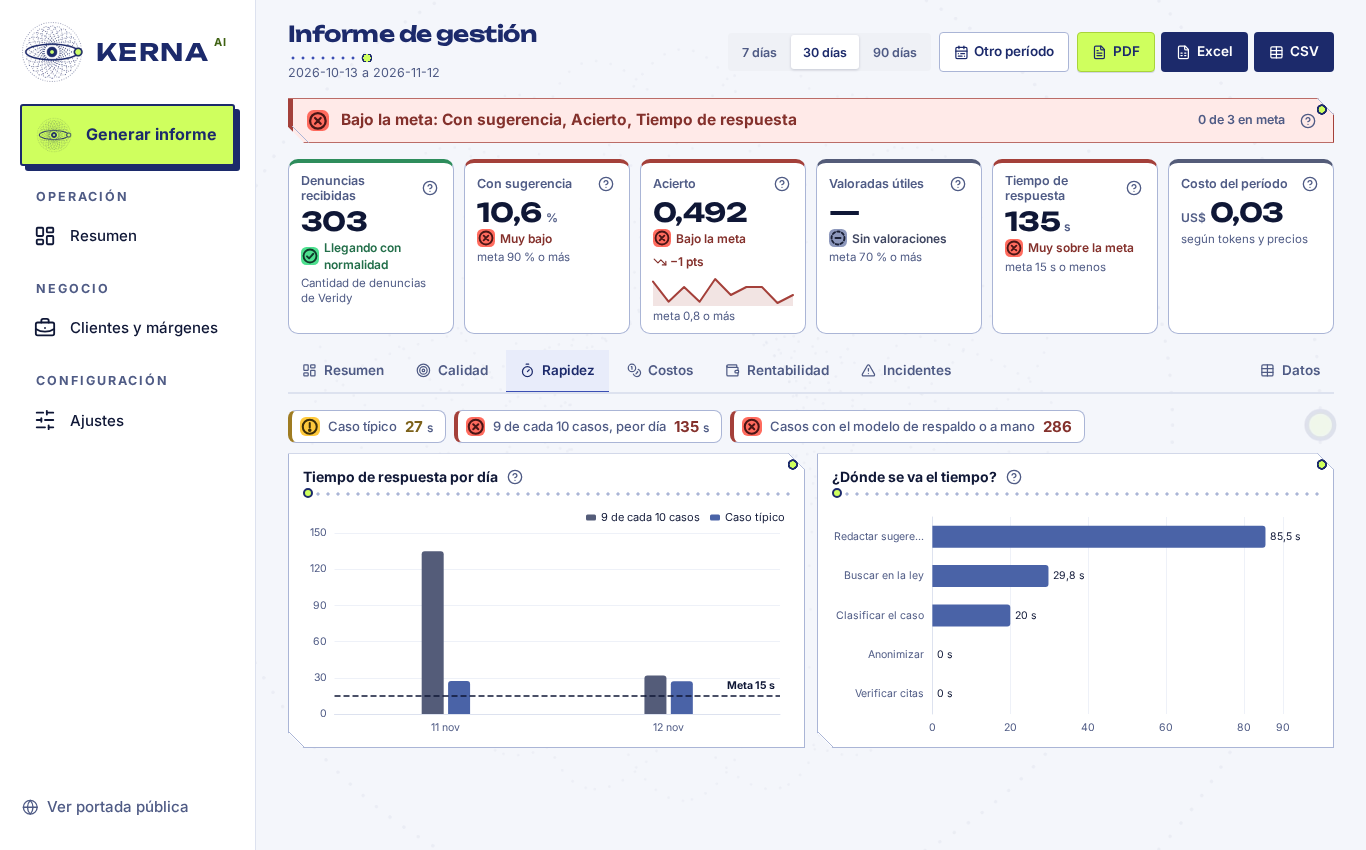 KERNA AI
Generar informe
OPERACIÓN
Resumen
NEGOCIO
Clientes y márgenes
CONFIGURACIÓN
Ajustes
Ver portada pública
Informe de gestión
2026-10-13 a 2026-11-12
7 días
30 días
90 días
Otro período
PDF
Excel
CSV
Bajo la meta: Con sugerencia, Acierto, Tiempo de respuesta
0 de 3 en meta
Denuncias
recibidas
303
Llegando con
normalidad
Cantidad de denuncias
de Veridy
Con sugerencia
10,6 %
Muy bajo
meta 90 % o más
Acierto
0,492
Bajo la meta
−1 pts
meta 0,8 o más
Valoradas útiles
—
Sin valoraciones
meta 70 % o más
Tiempo de
respuesta
135 s
Muy sobre la meta
meta 15 s o menos
Costo del período
US$ 0,03
según tokens y precios
Resumen
Calidad
Rapidez
Costos
Rentabilidad
Incidentes
Datos
Caso típico 27 s
9 de cada 10 casos, peor día 135 s
Casos con el modelo de respaldo o a mano 286
Tiempo de respuesta por día
9 de cada 10 casos
Caso típico
150
120
90
60
30
0
Meta 15 s
11 nov
12 nov
¿Dónde se va el tiempo?
Redactar sugere... 85,5 s
Buscar en la ley 29,8 s
Clasificar el caso 20 s
Anonimizar 0 s
Verificar citas 0 s
0 20 40 60 80 90